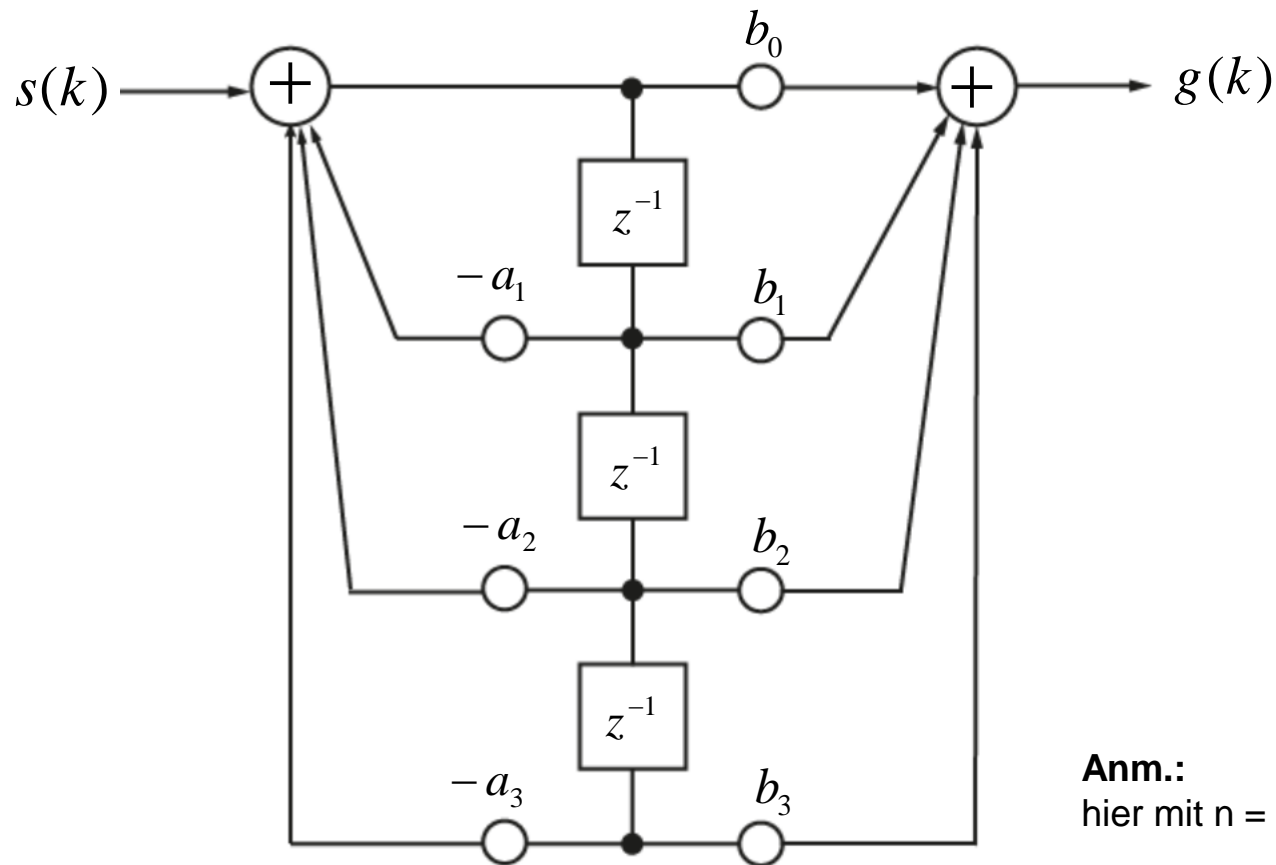 b₀
s(k) + + g(k)
z⁻¹
−a₁ b₁
z⁻¹
−a₂ b₂
z⁻¹
−a₃ b₃
Anm.:
hier mit n =